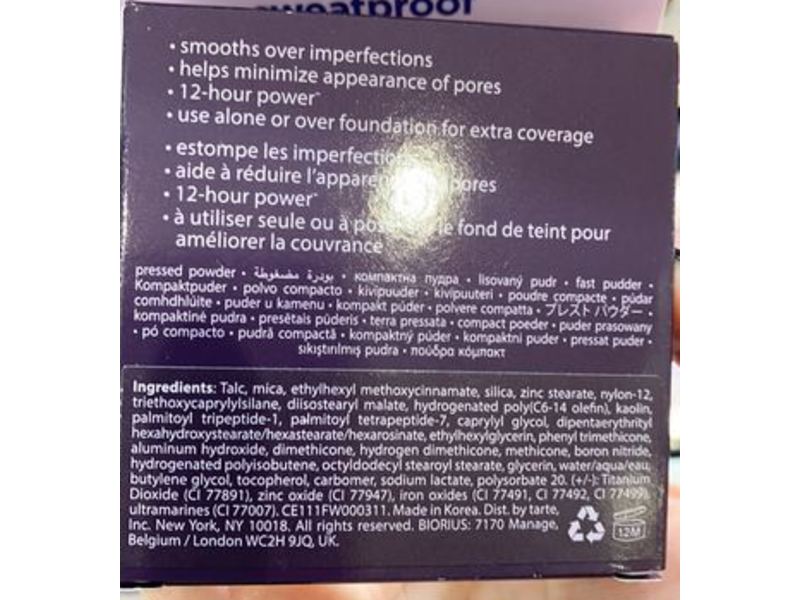 sweatproof
• smooths over imperfections
• helps minimize appearance of pores
• 12-hour power™
• use alone or over foundation for extra coverage
• estompe les imperfections
• aide à réduire l'apparence pores
• 12-hour power™
• à utiliser seule ou à poser le fond de teint pour
améliorer la couvrance
pressed powder • بودرة مضغوطة • компактна пудра • lisovaný pudr • fast pudder •
Kompaktpuder • polvo compacto • kivipuuder • kivipuuteri • poudre compacte • púdar
comhdhlúite • puder u kamenu • kompakt púder • polvere compatta • プレスト パウダー •
kompaktinė pudra • presētais pūderis • terra pressata • compact poeder • puder prasowany
• pó compacto • pudră compactă • kompaktný púder • kompaktni puder • pressat puder •
sıkıştırılmış pudra • πούδρα κόμπακτ
Ingredients: Talc, mica, ethylhexyl methoxycinnamate, silica, zinc stearate, nylon-12,
triethoxycaprylylsilane, diisostearyl malate, hydrogenated poly(C6-14 olefin), kaolin,
palmitoyl tripeptide-1, palmitoyl tetrapeptide-7, caprylyl glycol, dipentaerythrityl
hexahydroxystearate/hexastearate/hexarosinate, ethylhexylglycerin, phenyl trimethicone,
aluminum hydroxide, dimethicone, hydrogen dimethicone, methicone, boron nitride,
hydrogenated polyisobutene, octyldodecyl stearoyl stearate, glycerin, water/aqua/eau,
butylene glycol, tocopherol, carbomer, sodium lactate, polysorbate 20. (+/-): Titanium
Dioxide (CI 77891), zinc oxide (CI 77947), iron oxides (CI 77491, CI 77492, CI 77499),
ultramarines (CI 77007). CE111FW000311. Made in Korea. Dist. by tarte,
Inc. New York, NY 10018. All rights reserved. BIORIUS: 7170 Manage,
Belgium / London WC2H 9JQ, UK.
12M